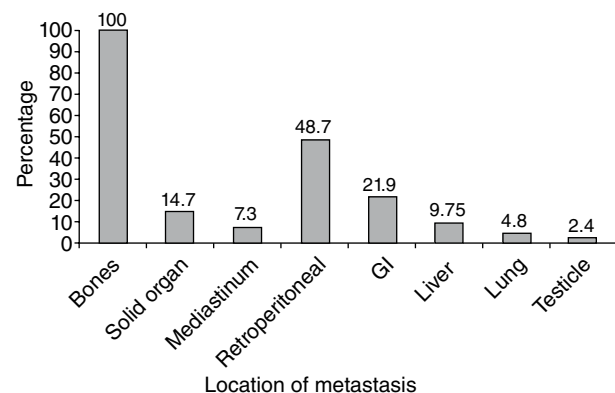 Percentage
100
90
80
70
60
50
40
30
20
10
0
100
14.7
7.3
48.7
21.9
9.75
4.8
2.4
Bones
Solid organ
Mediastinum
Retroperitoneal
GI
Liver
Lung
Testicle
Location of metastasis